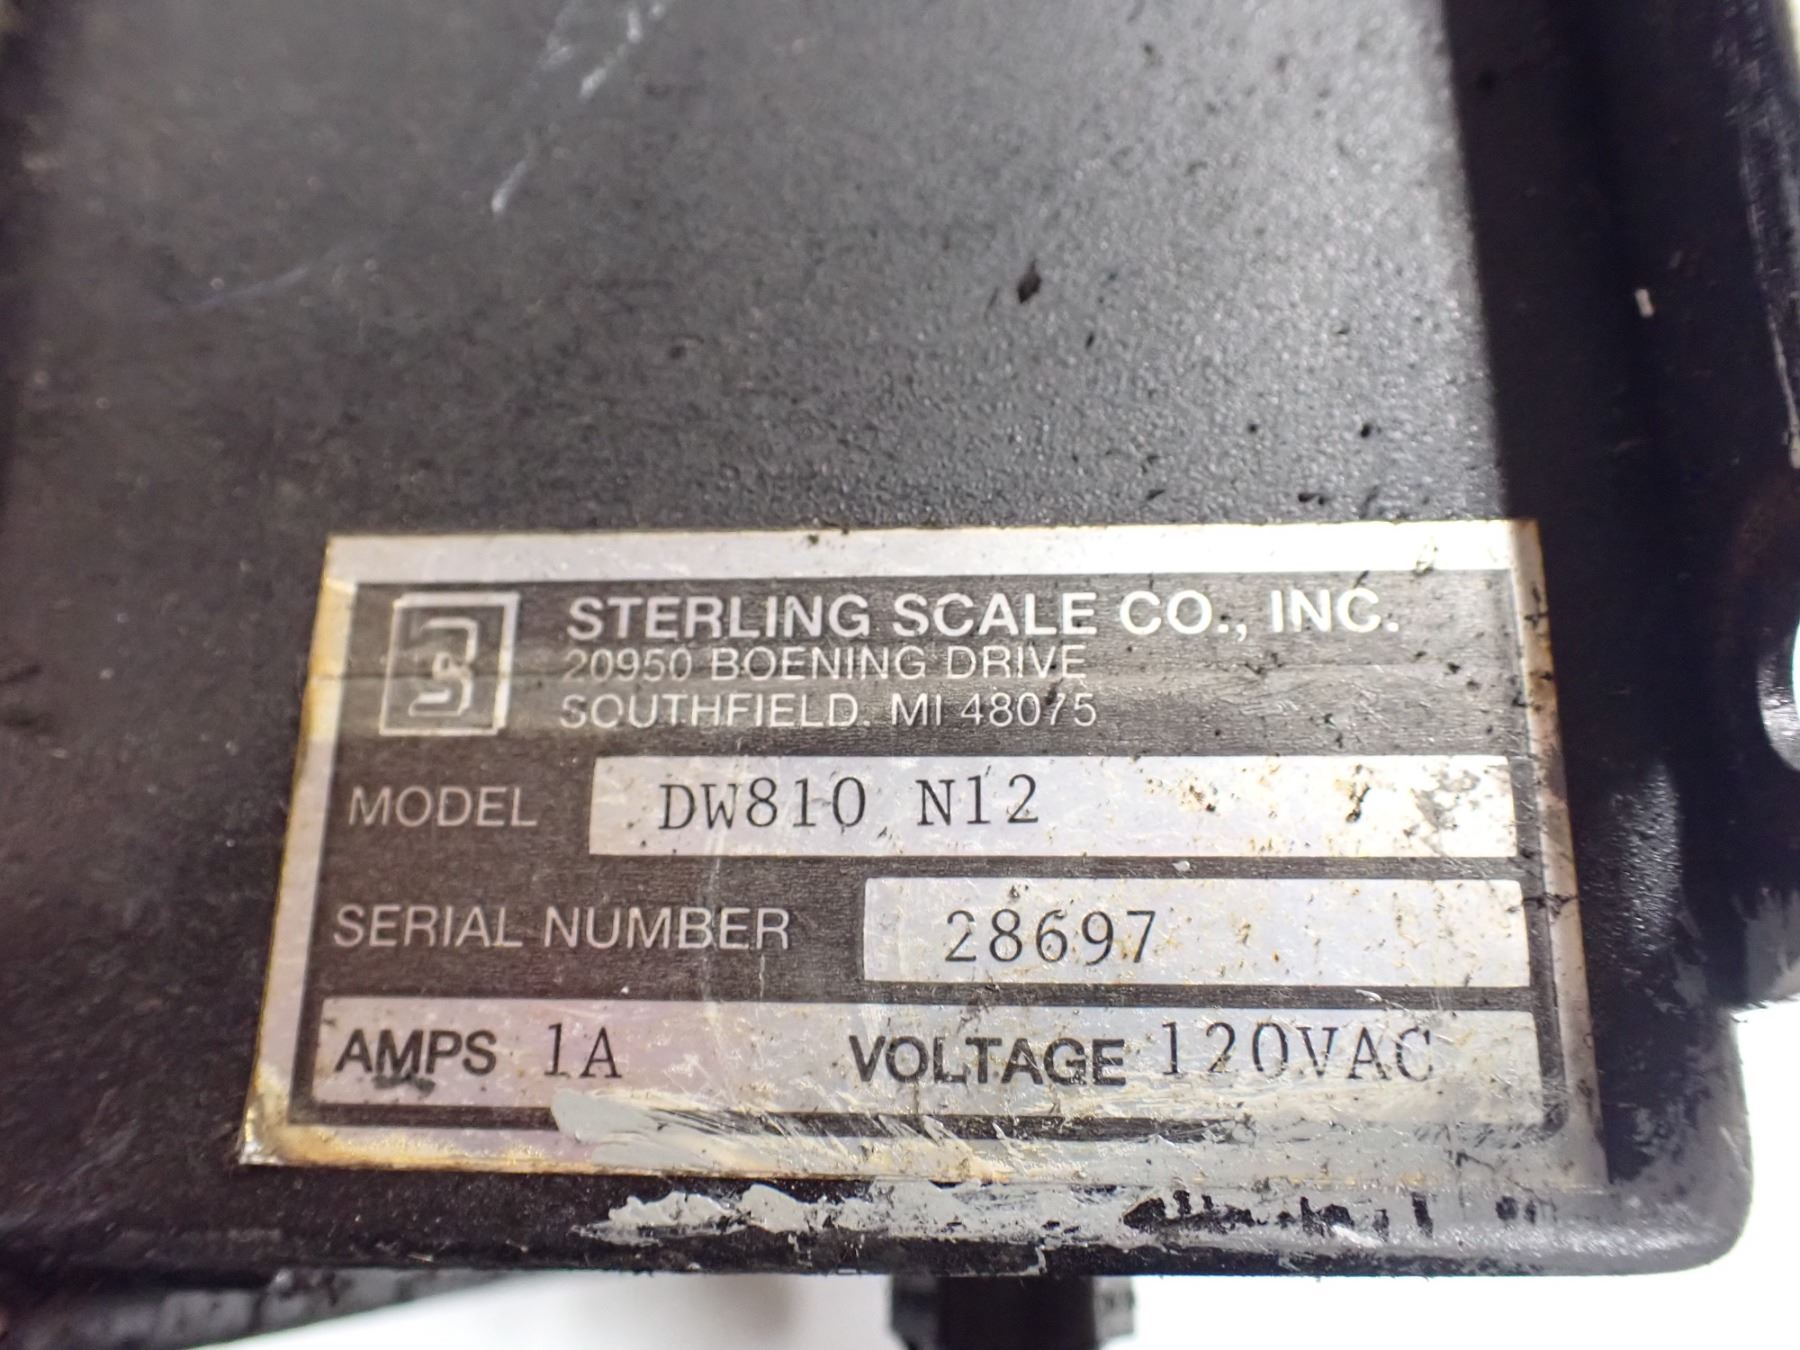 STERLING SCALE CO., INC.
20950 BOENING DRIVE
SOUTHFIELD, MI 48075
MODEL DW810 N12
SERIAL NUMBER 28697
AMPS 1A VOLTAGE 120VAC